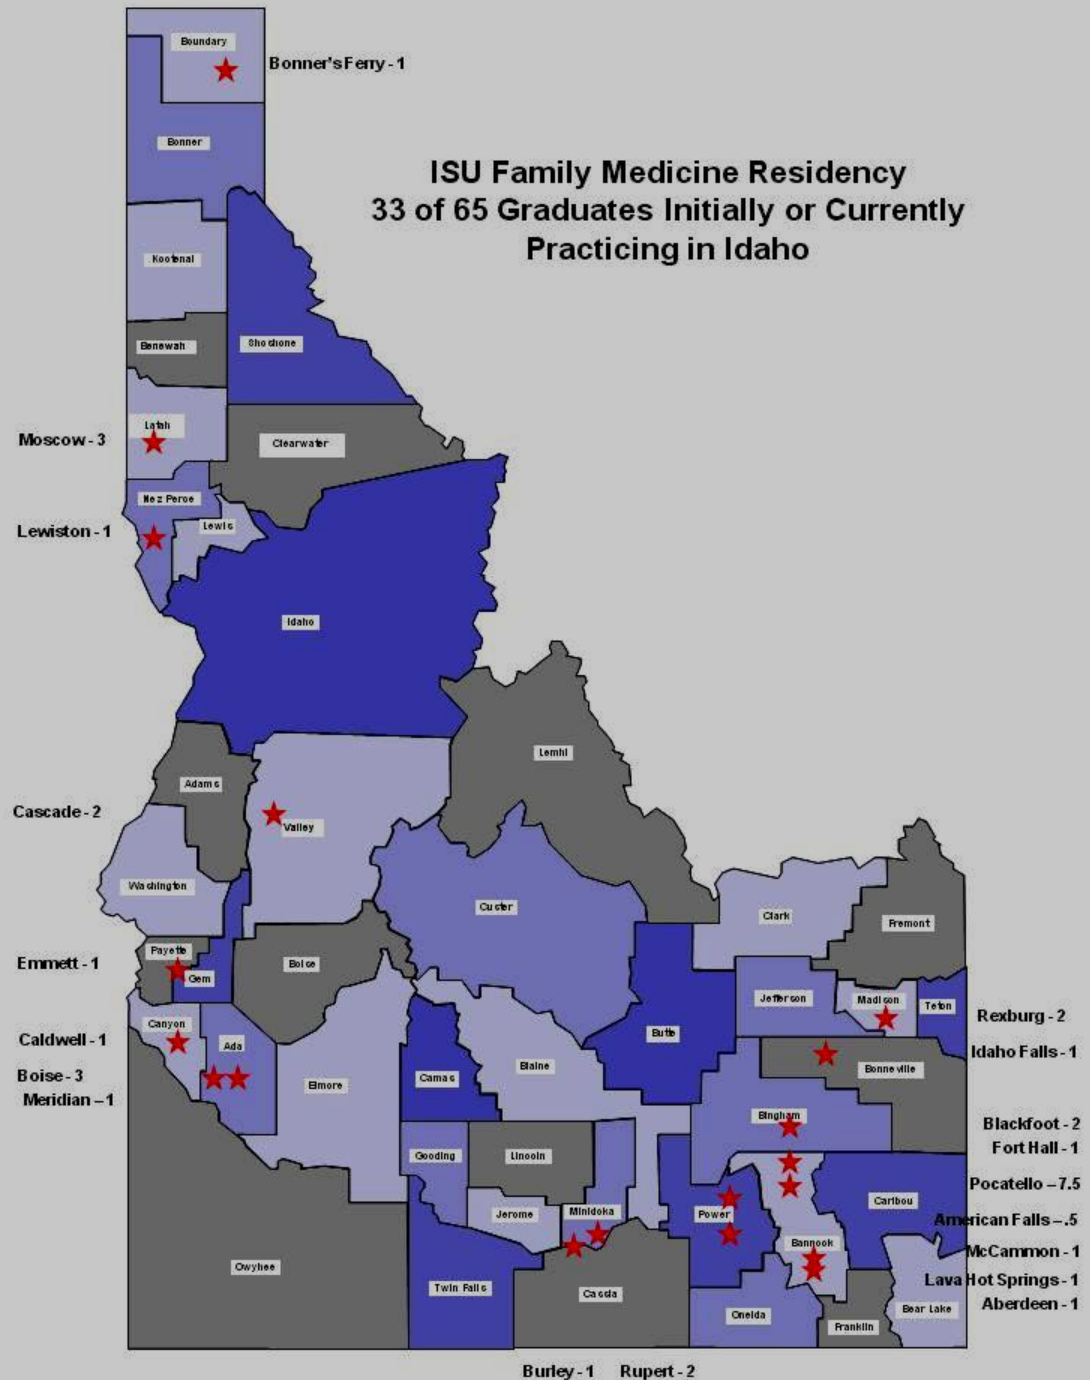 Boundary
Bonner's Ferry - 1
Bonner
ISU Family Medicine Residency
33 of 65 Graduates Initially or Currently
Practicing in Idaho
Kootenai
Benewah
Shoshone
Latah
Moscow - 3
Clearwater
Nez Perce
Lewis
Lewiston - 1
Idaho
Lemhi
Adams
Cascade - 2
Valley
Washington
Custer
Clark
Fremont
Payette
Emmett - 1
Gem
Boise
Jefferson
Madison
Teton
Rexburg - 2
Canyon
Caldwell - 1
Ada
Butte
Idaho Falls - 1
Bonneville
Boise - 3
Meridian – 1
Elmore
Camas
Blaine
Bingham
Blackfoot - 2
Fort Hall - 1
Gooding
Lincoln
Pocatello – 7.5
Caribou
Jerome
Minidoka
Power
American Falls – .5
Bannock
McCammon - 1
Owyhee
Twin Falls
Cassia
Lava Hot Springs - 1
Oneida
Bear Lake
Aberdeen - 1
Franklin
Burley - 1 Rupert - 2